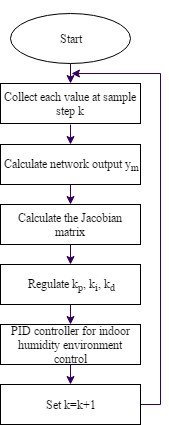 Start
Collect each value at sample
step k
Calculate network output ym
Calculate the Jacobian
matrix
Regulate kp, ki, kd
PID controller for indoor
humidity environment
control
Set k=k+1